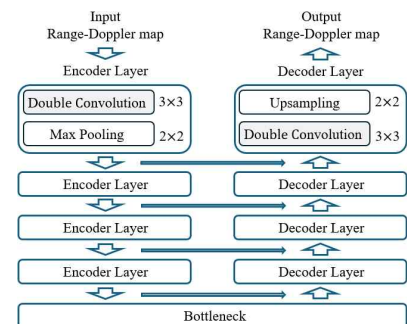 Input
Range-Doppler map
Output
Range-Doppler map
Encoder Layer
Decoder Layer
Double Convolution 3×3
Upsampling 2×2
Max Pooling 2×2
Double Convolution 3×3
Encoder Layer
Decoder Layer
Encoder Layer
Decoder Layer
Encoder Layer
Decoder Layer
Bottleneck